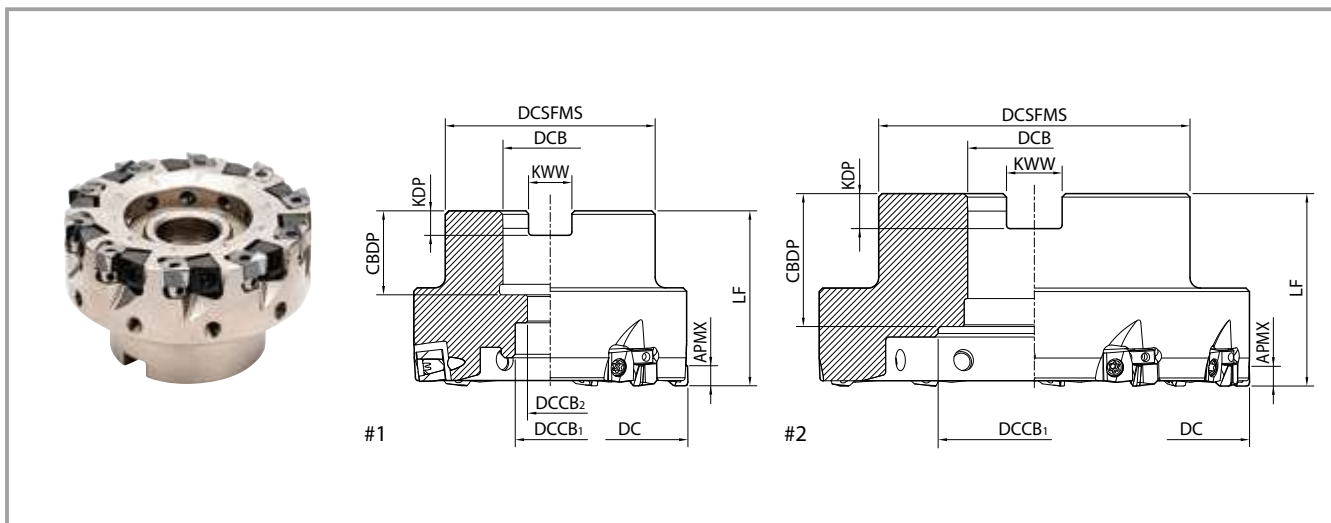 DCSFMS
DCB
KWW
KDP
CBDP
LF
APMX
DCCB₂
DCCB₁
DC
#1
DCSFMS
DCB
KWW
KDP
CBDP
LF
APMX
DCCB₁
DC
#2